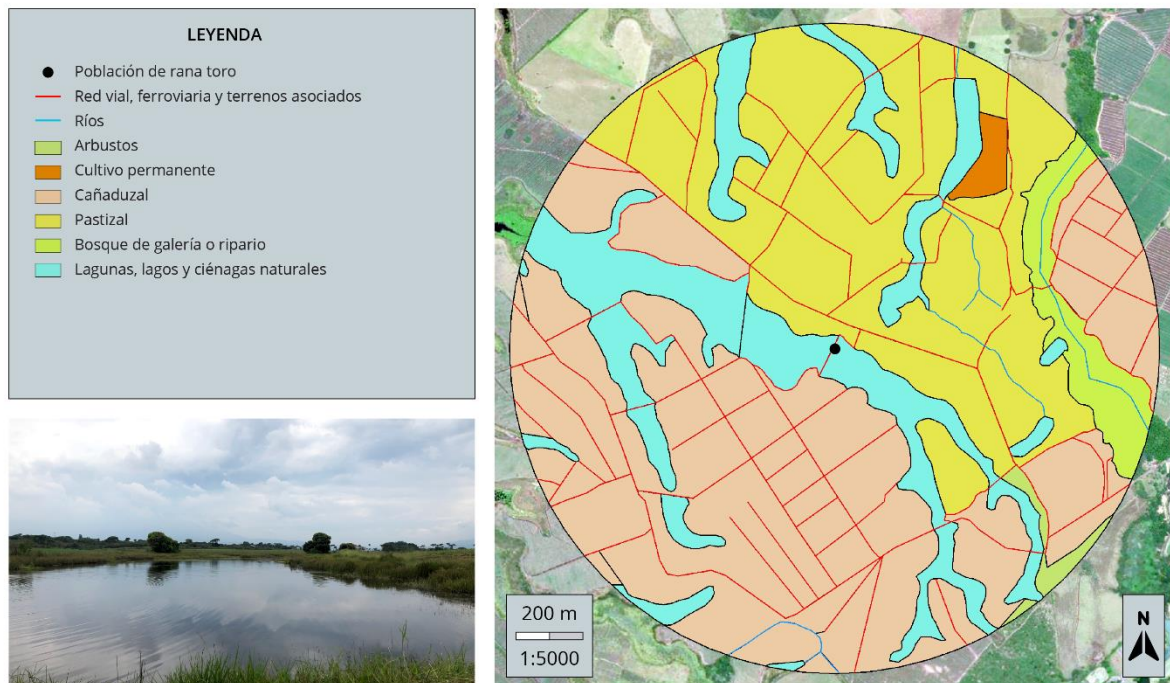 LEYENDA
Población de rana toro
Red vial, ferroviaria y terrenos asociados
Ríos
Arbustos
Cultivo permanente
Cañaduzal
Pastizal
Bosque de galería o ripario
Lagunas, lagos y ciénagas naturales
200 m
1:5000
N